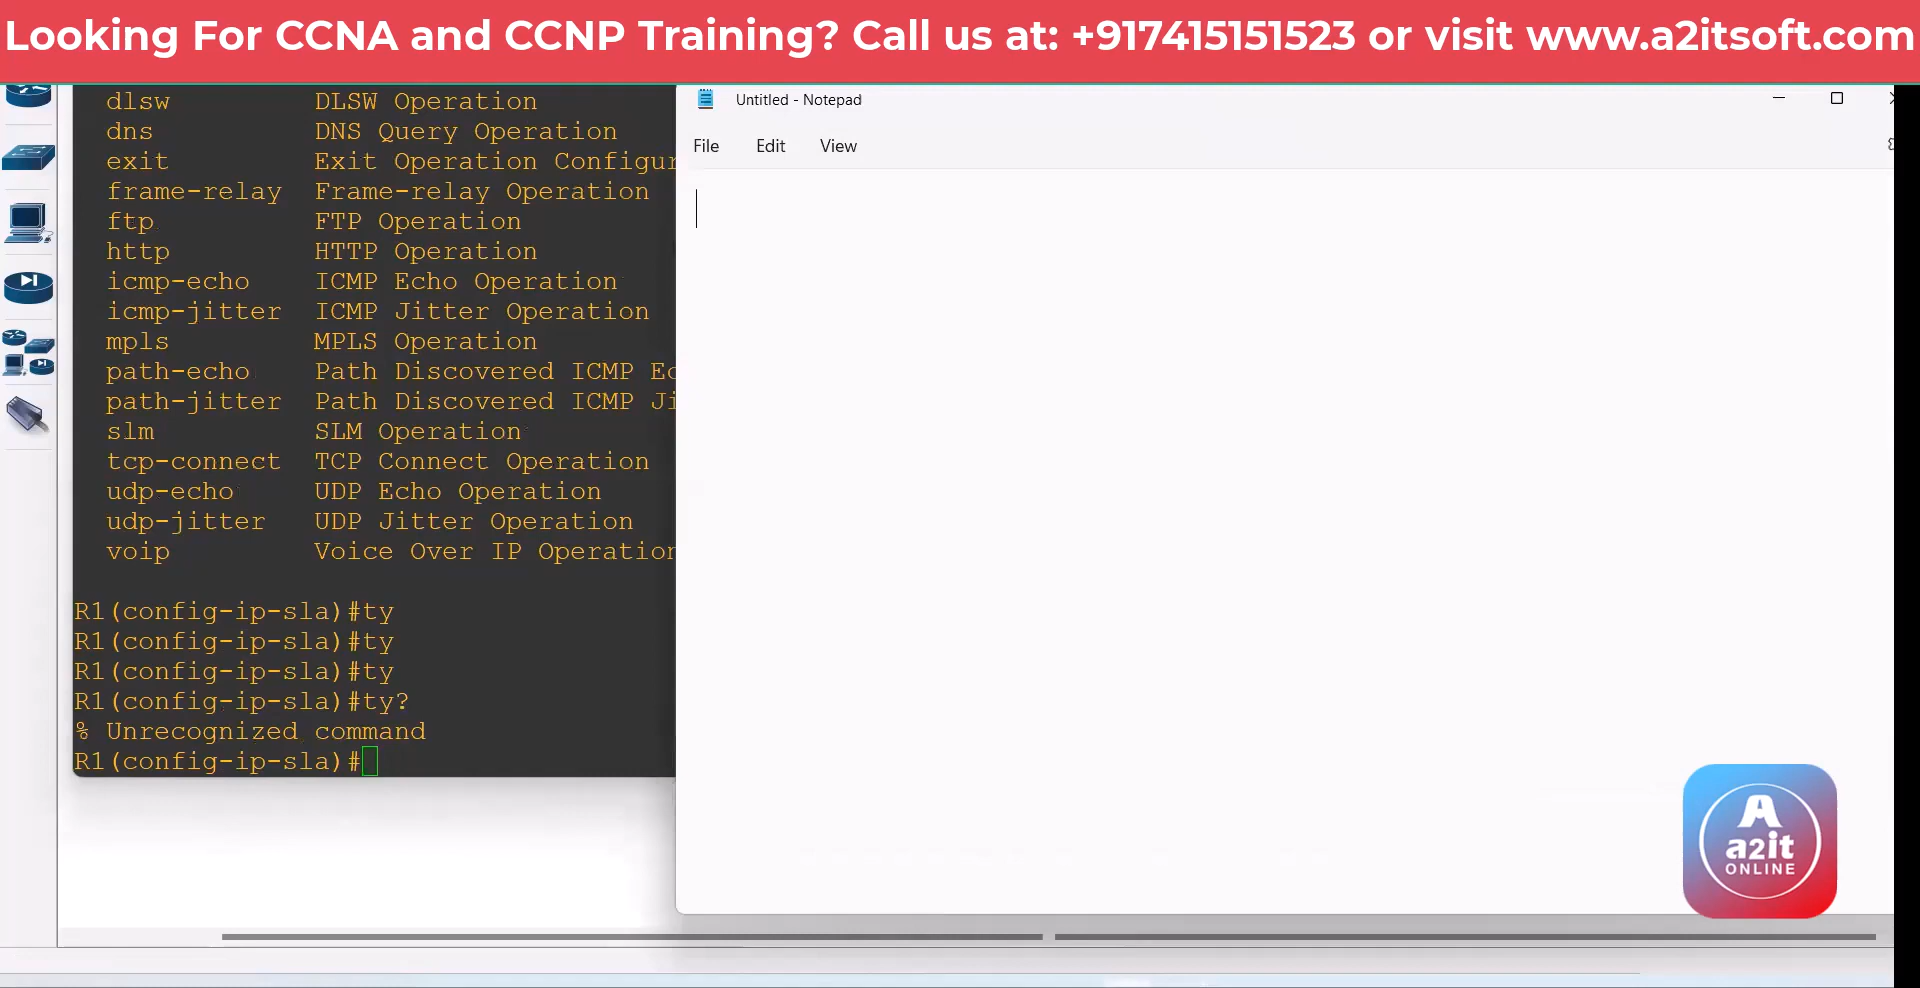 Looking For CCNA and CCNP Training? Call us at: +917415151523 or visit www.a2itsoft.com
dlsw DLSW Operation
dns DNS Query Operation
exit Exit Operation Configur
frame-relay Frame-relay Operation
ftp FTP Operation
http HTTP Operation
icmp-echo ICMP Echo Operation
icmp-jitter ICMP Jitter Operation
mpls MPLS Operation
path-echo Path Discovered ICMP Ec
path-jitter Path Discovered ICMP Ji
slm SLM Operation
tcp-connect TCP Connect Operation
udp-echo UDP Echo Operation
udp-jitter UDP Jitter Operation
voip Voice Over IP Operation
R1(config-ip-sla)#ty
R1(config-ip-sla)#ty
R1(config-ip-sla)#ty
R1(config-ip-sla)#ty?
% Unrecognized command
R1(config-ip-sla)#
Untitled - Notepad
File Edit View
A
a2it
ONLINE